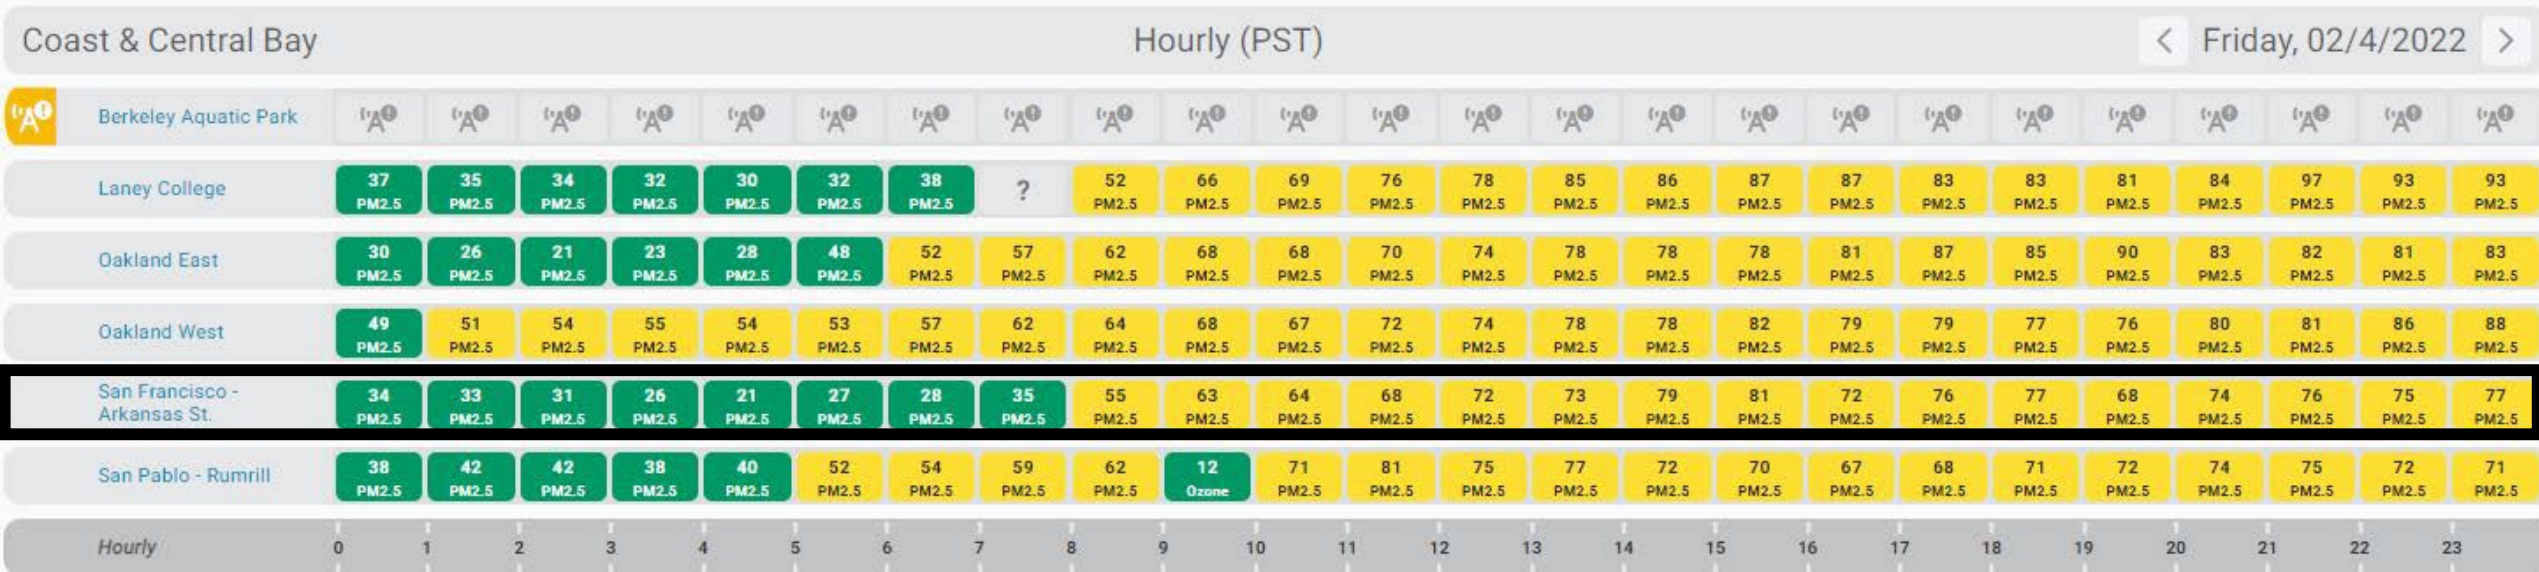 Coast & Central Bay Hourly (PST) < Friday, 02/4/2022 >
Berkeley Aquatic Park
37 35 34 32 30 32 38 ? 52 66 69 76 78 85 86 87 87 83 83 81 84 97 93 93
Laney College
PM2.5 PM2.5 PM2.5 PM2.5 PM2.5 PM2.5 PM2.5 PM2.5 PM2.5 PM2.5 PM2.5 PM2.5 PM2.5 PM2.5 PM2.5 PM2.5 PM2.5 PM2.5 PM2.5 PM2.5 PM2.5 PM2.5 PM2.5
30 26 21 23 28 48 52 57 62 68 68 70 74 78 78 78 81 87 85 90 83 82 81 83
Oakland East
PM2.5 PM2.5 PM2.5 PM2.5 PM2.5 PM2.5 PM2.5 PM2.5 PM2.5 PM2.5 PM2.5 PM2.5 PM2.5 PM2.5 PM2.5 PM2.5 PM2.5 PM2.5 PM2.5 PM2.5 PM2.5 PM2.5 PM2.5 PM2.5
49 51 54 55 54 53 57 62 64 68 67 72 74 78 78 82 79 79 77 76 80 81 86 88
Oakland West
PM2.5 PM2.5 PM2.5 PM2.5 PM2.5 PM2.5 PM2.5 PM2.5 PM2.5 PM2.5 PM2.5 PM2.5 PM2.5 PM2.5 PM2.5 PM2.5 PM2.5 PM2.5 PM2.5 PM2.5 PM2.5 PM2.5 PM2.5 PM2.5
San Francisco - 34 33 31 26 21 27 28 35 55 63 64 68 72 73 79 81 72 76 77 68 74 76 75 77
Arkansas St. PM2.5 PM2.5 PM2.5 PM2.5 PM2.5 PM2.5 PM2.5 PM2.5 PM2.5 PM2.5 PM2.5 PM2.5 PM2.5 PM2.5 PM2.5 PM2.5 PM2.5 PM2.5 PM2.5 PM2.5 PM2.5 PM2.5 PM2.5 PM2.5
38 42 42 38 40 52 54 59 62 12 71 81 75 77 72 70 67 68 71 72 74 75 72 71
San Pablo - Rumrill
PM2.5 PM2.5 PM2.5 PM2.5 PM2.5 PM2.5 PM2.5 PM2.5 PM2.5 Ozone PM2.5 PM2.5 PM2.5 PM2.5 PM2.5 PM2.5 PM2.5 PM2.5 PM2.5 PM2.5 PM2.5 PM2.5 PM2.5 PM2.5
Hourly 0 1 2 3 4 5 6 7 8 9 10 11 12 13 14 15 16 17 18 19 20 21 22 23